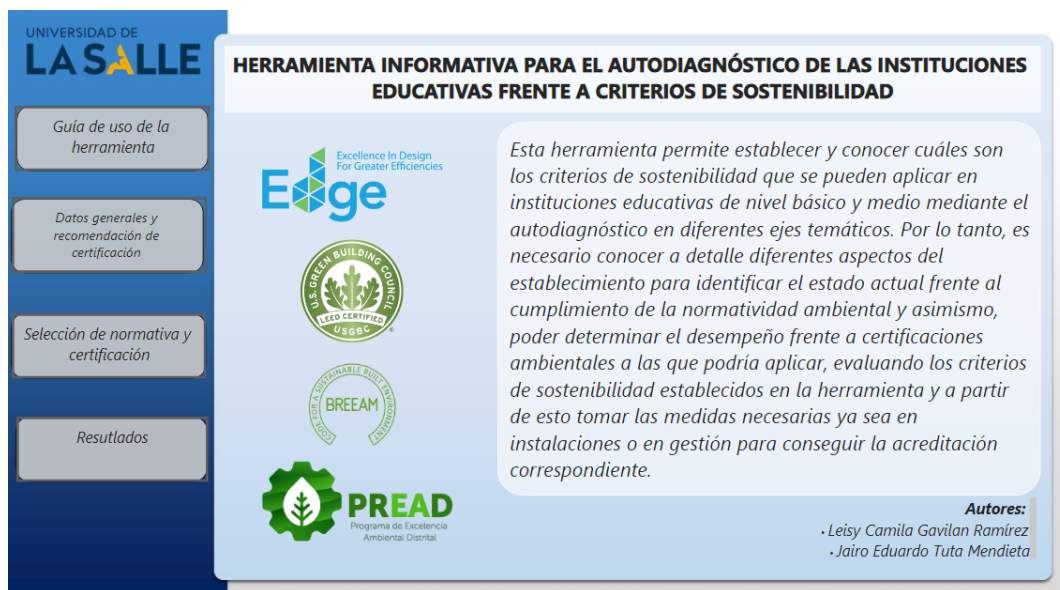 UNIVERSIDAD DE
LA SALLE
Guía de uso de la
herramienta
Datos generales y
recomendación de
certificación
Selección de normativa y
certificación
Resutlados
HERRAMIENTA INFORMATIVA PARA EL AUTODIAGNÓSTICO DE LAS INSTITUCIONES
EDUCATIVAS FRENTE A CRITERIOS DE SOSTENIBILIDAD
Edge
Excellence In Design
For Greater Efficiencies
U.S. GREEN BUILDING COUNCIL
LEED CERTIFIED
USGBC
®
CODE FOR A SUSTAINABLE BUILT ENVIRONMENT
BREEAM
PREAD
Programa de Excelencia
Ambiental Distrital
Esta herramienta permite establecer y conocer cuáles son
los criterios de sostenibilidad que se pueden aplicar en
instituciones educativas de nivel básico y medio mediante el
autodiagnóstico en diferentes ejes temáticos. Por lo tanto, es
necesario conocer a detalle diferentes aspectos del
establecimiento para identificar el estado actual frente al
cumplimiento de la normatividad ambiental y asimismo,
poder determinar el desempeño frente a certificaciones
ambientales a las que podría aplicar, evaluando los criterios
de sostenibilidad establecidos en la herramienta y a partir
de esto tomar las medidas necesarias ya sea en
instalaciones o en gestión para conseguir la acreditación
correspondiente.
Autores:
• Leisy Camila Gavilan Ramírez
• Jairo Eduardo Tuta Mendieta